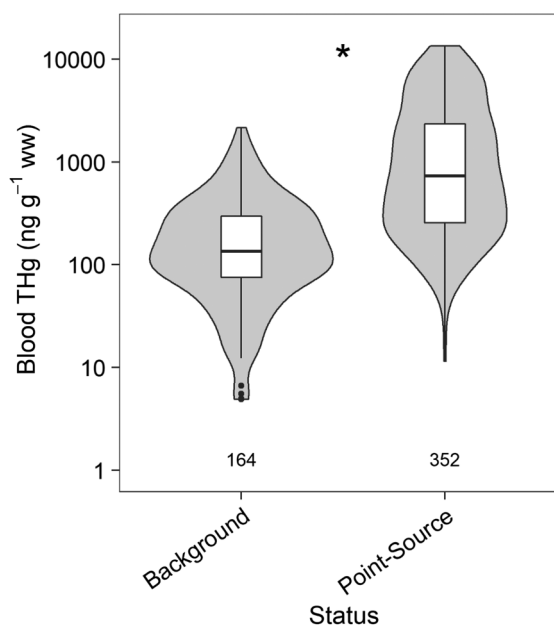 *
10000
1000
100
10
1
Blood THg (ng g⁻¹ ww)
164 352
Background Point-Source
Status